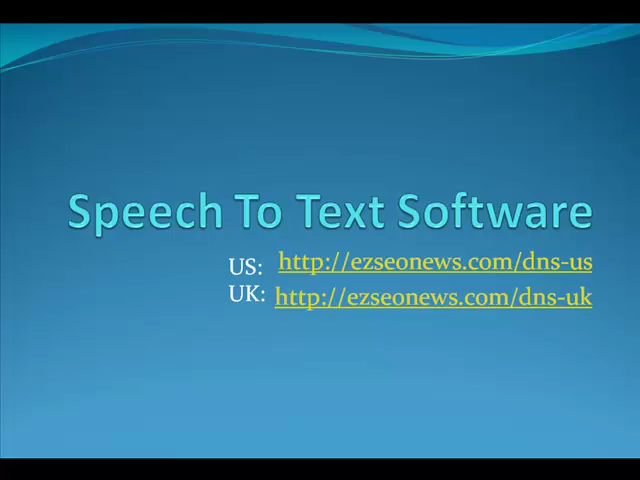 Speech To Text Software
US: http://ezseonews.com/dns-us
UK: http://ezseonews.com/dns-uk